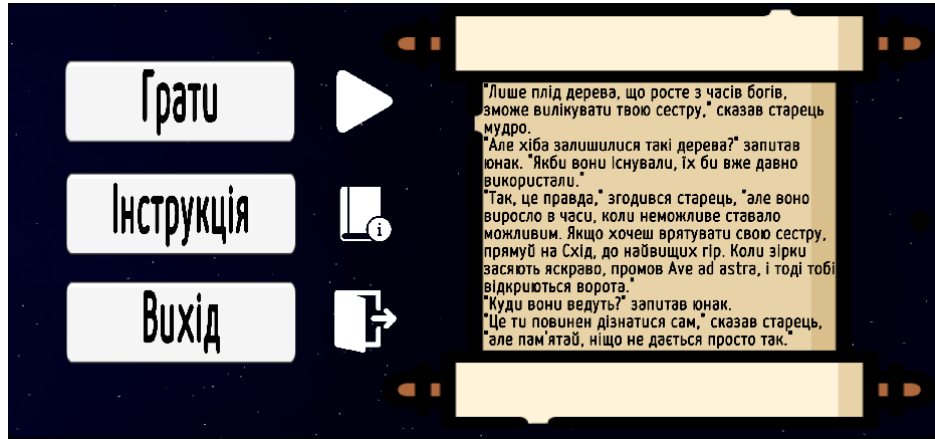 Грати
Інструкція
Вихід
"Лише плід дерева, що росте з часів богів,
зможе вилікувати твою сестру," сказав старець
мудро.
"Але хіба залишилися такі дерева?" запитав
юнак. "Якби вони існували, їх би вже давно
використали."
"Так, це правда," згодився старець, "але воно
виросло в часи, коли неможливе ставало
можливим. Якщо хочеш врятувати свою сестру,
прямуй на Схід, до найвищих гір. Коли зірки
засяють яскраво, промов Ave ad astra, і тоді тобі
відкриються ворота."
"Куди вони ведуть?" запитав юнак.
"Це ти повинен дізнатися сам," сказав старець,
"але пам'ятай, ніщо не дається просто так."